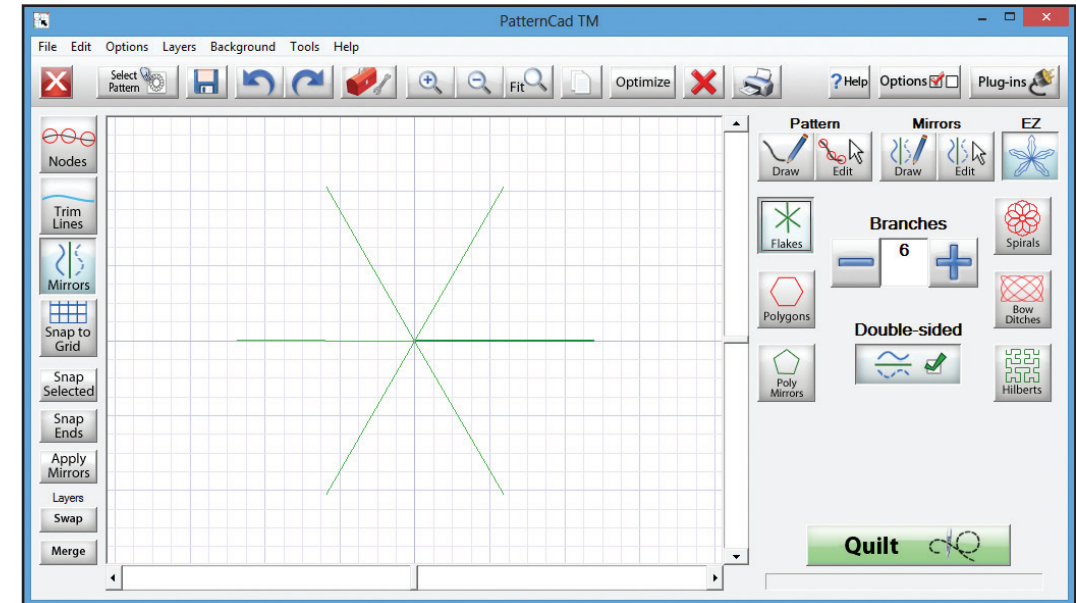 PatternCad TM
File Edit Options Layers Background Tools Help
Select
Pattern
Fit
Optimize
? Help
Options
Plug-ins
Nodes
Trim
Lines
Mirrors
Snap to
Grid
Snap
Selected
Snap
Ends
Apply
Mirrors
Layers
Swap
Merge
Pattern Mirrors EZ
Draw Edit Draw Edit
Flakes
Branches
6
Spirals
Polygons
Bow
Ditches
Double-sided
Poly
Mirrors
Hilberts
Quilt